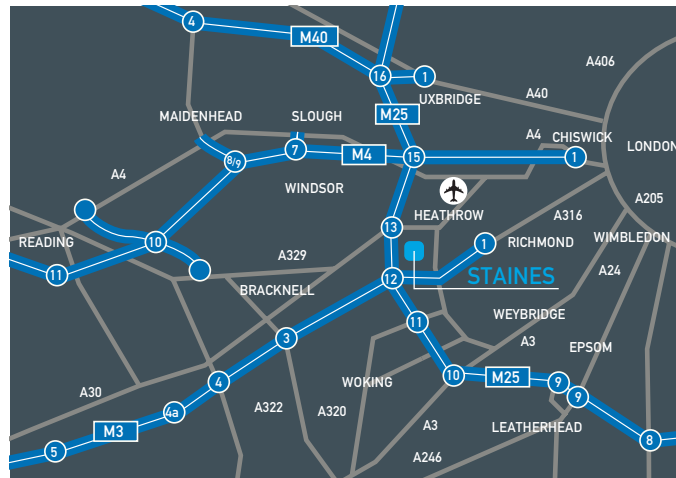 4
M40
A406
16
1
A40
UXBRIDGE
MAIDENHEAD
SLOUGH
M25
A4
CHISWICK
7
M4
15
1
LONDON
8/9
A4
WINDSOR
HEATHROW
A205
13
A316
READING
10
1
RICHMOND
WIMBLEDON
A329
A24
11
12
STAINES
BRACKNELL
WEYBRIDGE
11
3
A3
EPSOM
WOKING
10
M25
9
4
9
A30
4a
A322
A320
A3
LEATHERHEAD
M3
8
5
A246